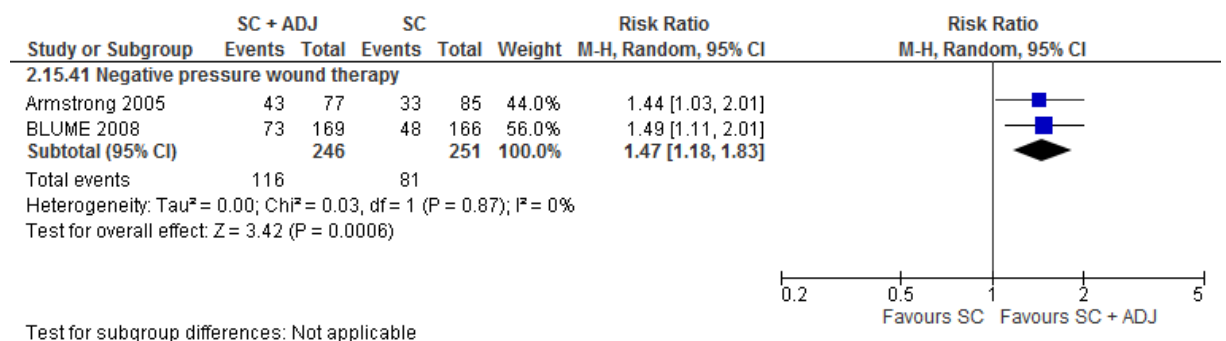 SC + ADJ SC Risk Ratio Risk Ratio
Study or Subgroup Events Total Events Total Weight M-H, Random, 95% CI M-H, Random, 95% CI
2.15.41 Negative pressure wound therapy
Armstrong 2005 43 77 33 85 44.0% 1.44 [1.03, 2.01]
BLUME 2008 73 169 48 166 56.0% 1.49 [1.11, 2.01]
Subtotal (95% CI) 246 251 100.0% 1.47 [1.18, 1.83]
Total events 116 81
Heterogeneity: Tau² = 0.00; Chi² = 0.03, df = 1 (P = 0.87); I² = 0%
Test for overall effect: Z = 3.42 (P = 0.0006)
0.2 0.5 1 2 5
Favours SC Favours SC + ADJ
Test for subgroup differences: Not applicable